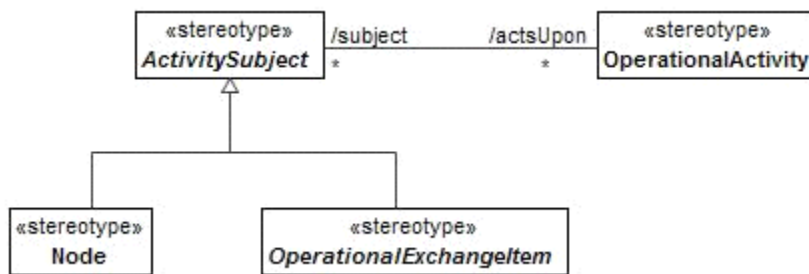 «stereotype»
ActivitySubject
/subject
*
/actsUpon
*
«stereotype»
OperationalActivity
«stereotype»
Node
«stereotype»
OperationalExchangeItem